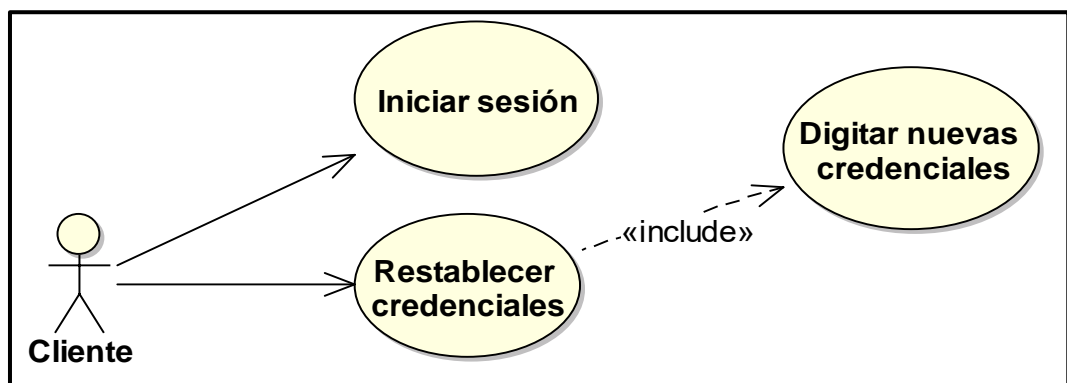 Iniciar sesión
Digitar nuevas
credenciales
«include»
Restablecer
credenciales
Cliente